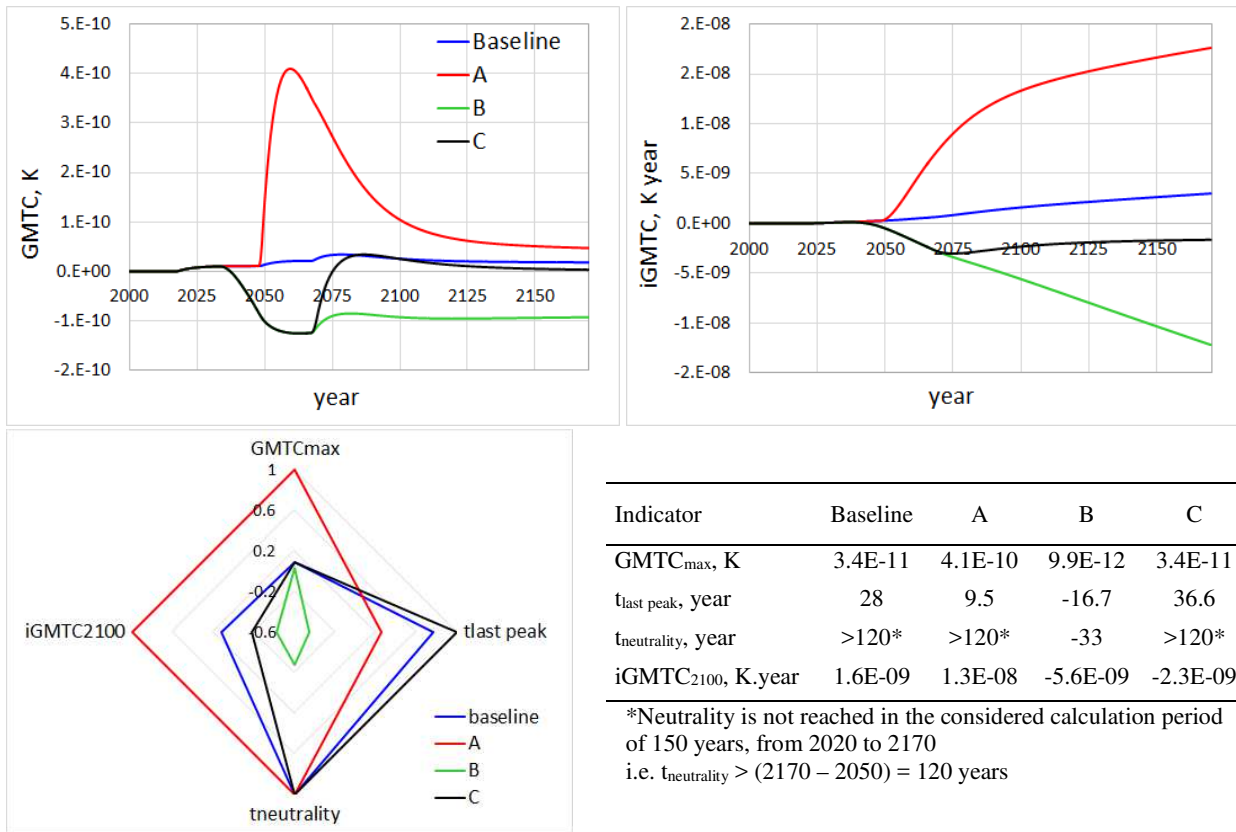 5.E-10
4.E-10
3.E-10
2.E-10
1.E-10
0.E+00
-1.E-10
-2.E-10
GMTC, K
2000 2025 2050 2075 2100 2125 2150
year
Baseline
A
B
C
2.E-08
2.E-08
1.E-08
5.E-09
0.E+00
-5.E-09
-1.E-08
-2.E-08
iGMTC, K year
2000 2025 2050 2075 2100 2125 2150
year
GMTCmax
1
0.6
0.2
-0.2
-0.6
iGMTC2100
tlast peak
tneutrality
baseline
A
B
C
Indicator Baseline A B C
GMTCmax, K 3.4E-11 4.1E-10 9.9E-12 3.4E-11
tlast peak, year 28 9.5 -16.7 36.6
tneutrality, year >120* >120* -33 >120*
iGMTC2100, K.year 1.6E-09 1.3E-08 -5.6E-09 -2.3E-09
*Neutrality is not reached in the considered calculation period
of 150 years, from 2020 to 2170
i.e. tneutrality > (2170 – 2050) = 120 years